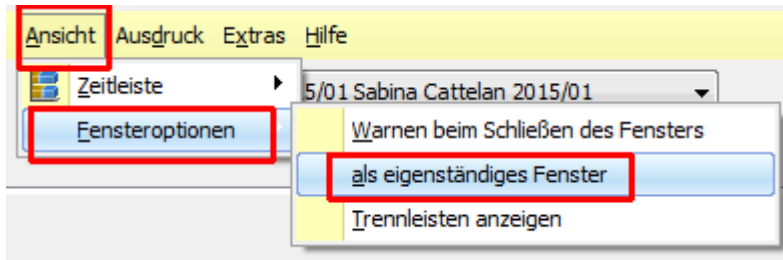 Ansicht Ausdruck Extras Hilfe
Zeitleiste 5/01 Sabina Cattelan 2015/01
Fensteroptionen Warnen beim Schließen des Fensters
als eigenständiges Fenster
Trennleisten anzeigen